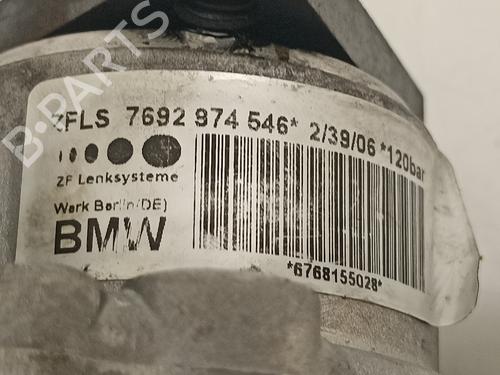 B-PARTS
ZFLS 7692 974 546* 2/39/06 *120bar
ZF Lenksysteme
Werk Berlin(DE)
BMW
*6768155028*